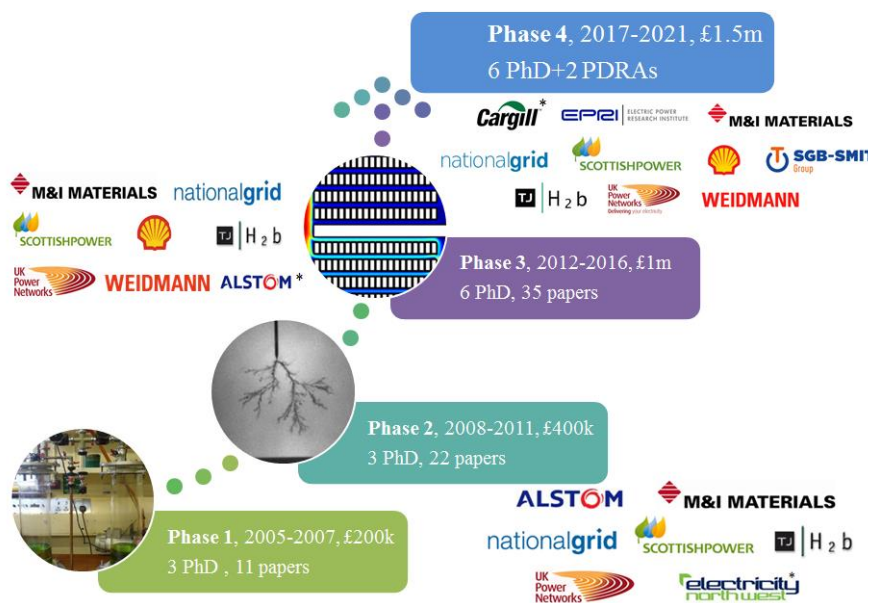 Phase 4, 2017-2021, £1.5m
6 PhD+2 PDRAs
Cargill*
EPRI | ELECTRIC POWER
RESEARCH INSTITUTE
M&I MATERIALS
nationalgrid
SCOTTISHPOWER
SGB-SMIT
Group
TJ | H2b
UK
Power
Networks
Delivering your electricity
WEIDMANN
M&I MATERIALS
nationalgrid
SCOTTISHPOWER
TJ | H2b
UK
Power
Networks
WEIDMANN
ALSTOM *
Phase 3, 2012-2016, £1m
6 PhD, 35 papers
Phase 2, 2008-2011, £400k
3 PhD, 22 papers
Phase 1, 2005-2007, £200k
3 PhD , 11 papers
ALSTOM
M&I MATERIALS
nationalgrid
SCOTTISHPOWER
TJ | H2b
UK
Power
Networks
electricity*
northwest